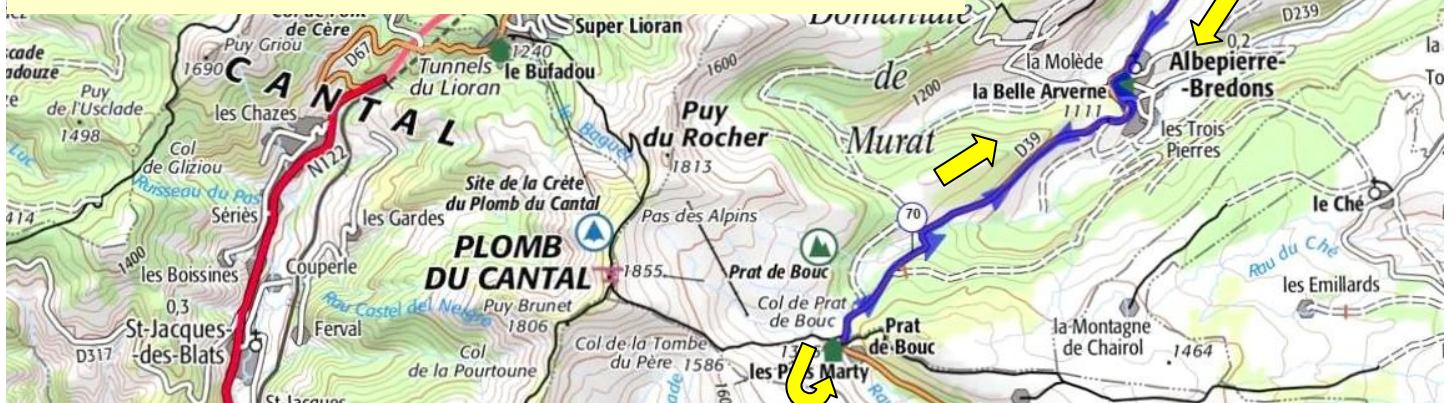 de Cère
Puy Griou
1690
D67
Super Lioran
1240
le Bufadou
Tunnels
du Lioran
CANTAL
Puy
de l'Usclade
1498
les Chazes
Col
de Gliziou
N122
Ruisseau du Pas
Sériès
les Gardes
1400
les Boissines
Couperle
0,3
St-Jacques-
-des-Blats
Ferval
D317
Rau Castel del Neigre
Site de la Crête
du Plomb du Cantal
PLOMB
DU CANTAL
1855
Puy Brunet
1806
Col
de la Pourtoune
Puy
du Rocher
1813
1600
Pas des Alpins
Prat de Bouc
Col de Prat
de Bouc
Col de la Tombe
du Père
1586
Prat
de Bouc
Domaniale
de
Murat
1200
la Molède
la Belle Arverne
1111
D239
0,2
Albepierre-
-Bredons
les Trois
Pierres
D39
70
le Ché
Rau du Ché
les Emillards
la Montagne
de Chairol
1464